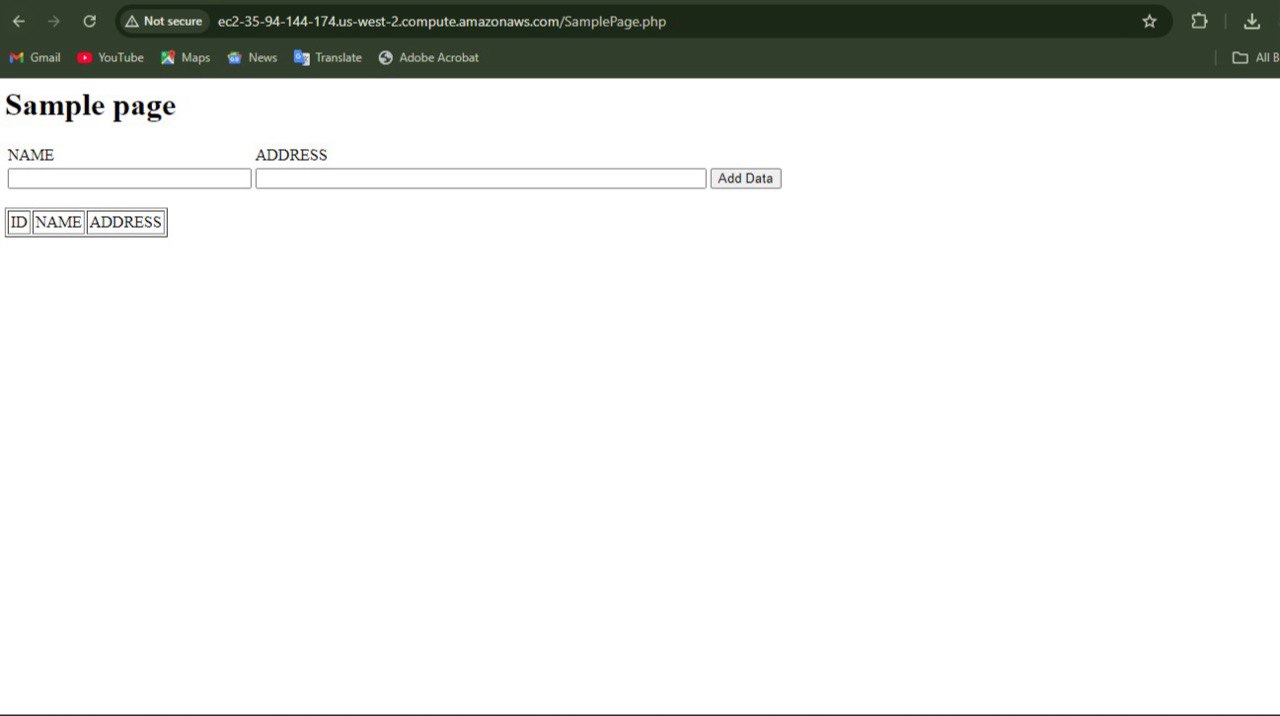 Not secure ec2-35-94-144-174.us-west-2.compute.amazonaws.com/SamplePage.php
Gmail YouTube Maps News Translate Adobe Acrobat All B
Sample page
NAME ADDRESS
Add Data
ID NAME ADDRESS